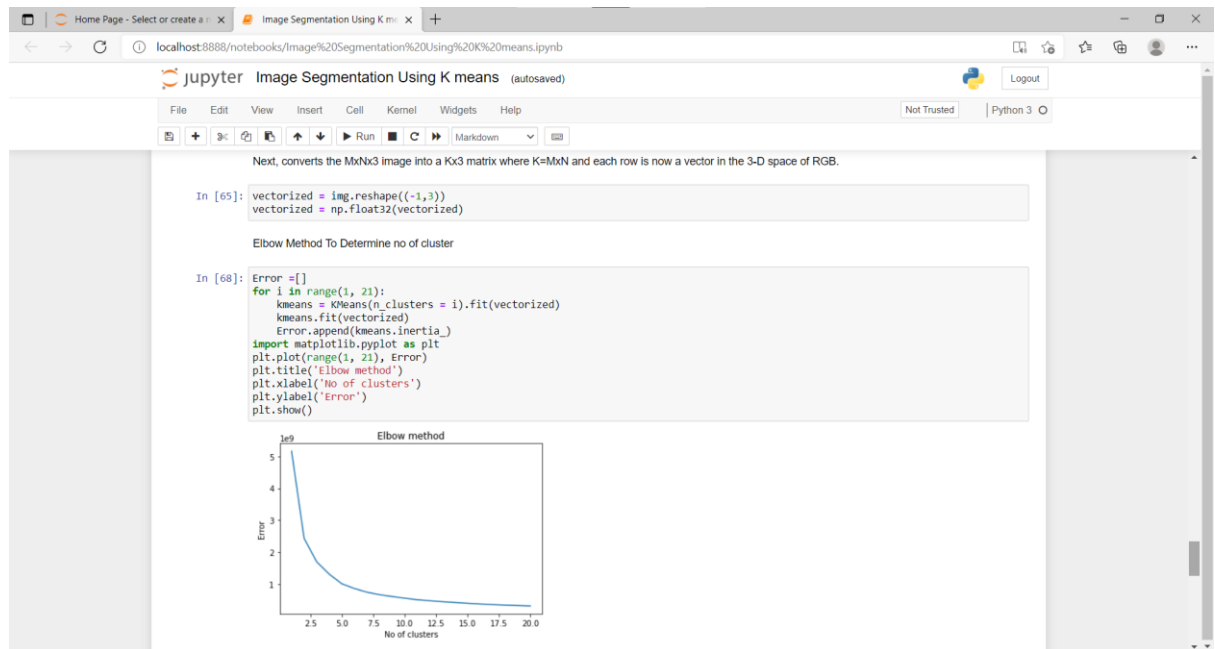 Home Page - Select or create a n
Image Segmentation Using K me
localhost:8888/notebooks/Image%20Segmentation%20Using%20K%20means.ipynb
jupyter Image Segmentation Using K means (autosaved)
Logout
File Edit View Insert Cell Kernel Widgets Help
Not Trusted
Python 3
Run
Markdown
Next, converts the MxNx3 image into a Kx3 matrix where K=MxN and each row is now a vector in the 3-D space of RGB.
In [65]: vectorized = img.reshape((-1,3))
vectorized = np.float32(vectorized)
Elbow Method To Determine no of cluster
In [68]: Error =[]
for i in range(1, 21):
    kmeans = KMeans(n_clusters = i).fit(vectorized)
    kmeans.fit(vectorized)
    Error.append(kmeans.inertia_)
import matplotlib.pyplot as plt
plt.plot(range(1, 21), Error)
plt.title('Elbow method')
plt.xlabel('No of clusters')
plt.ylabel('Error')
plt.show()
1e9
Elbow method
5
4
3
2
1
Error
2.5 5.0 7.5 10.0 12.5 15.0 17.5 20.0
No of clusters